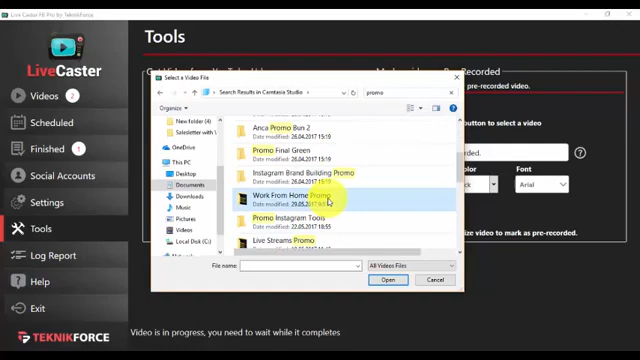 Live Caster FB Pro by TeknikForce
LiveCaster
Videos 2
Scheduled
Finished 1
Social Accounts
Settings
Tools
Log Report
Help
Exit
TEKNIKFORCE
Tools
pre-recorded video.
button to select a video
rded.
lor
Font
Arial
ize video to mark as pre-recorded.
Video is in progress, you need to wait while it completes
Select a Video File
Search Results in Camtasia Studio
promo
Organize
New folder (4)
Salesletter with
OneDrive
This PC
Desktop
Documents
Downloads
Music
Pictures
Videos
Local Disk (C:)
Anca Promo Bun 2
Date modified: 26.04.2017 15:19
Promo Final Green
Date modified: 26.04.2017 15:19
Instagram Brand Building Promo
Date modified: 26.04.2017 15:19
Work From Home Promo
Date modified: 29.05.2017
Promo Instagram Tools
Date modified: 22.05.2017 18:55
Live Streams Promo
File name:
All Video Files
Open
Cancel